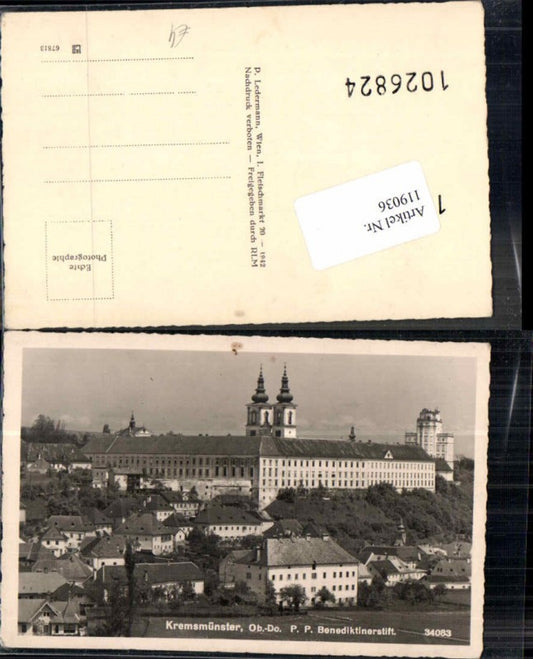 67813
1026824
P. Ledermann, Wien, I. Fleischmarkt 20 — 1942
Nachdruck verboten — Freigegeben durch RLM
Artikel Nr.
119036
Echte
Photographie
Kremsmünster, Ob.-Do. P. P. Benediktinerstift. 34083